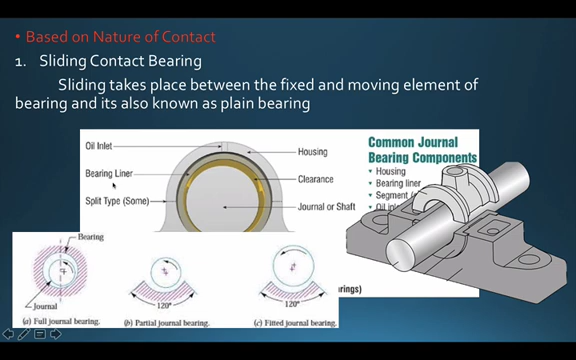 • Based on Nature of Contact
1. Sliding Contact Bearing
Sliding takes place between the fixed and moving element of
bearing and its also known as plain bearing
Oil Inlet
Housing
Bearing Liner
Clearance
Split Type (Some)
Journal or Shaft
Common Journal
Bearing Components
Housing
Bearing liner
Segment
Oil
Bearing
Journal
(a) Full journal bearing.
120°
(b) Partial journal bearing.
120°
(c) Fitted journal bearing.